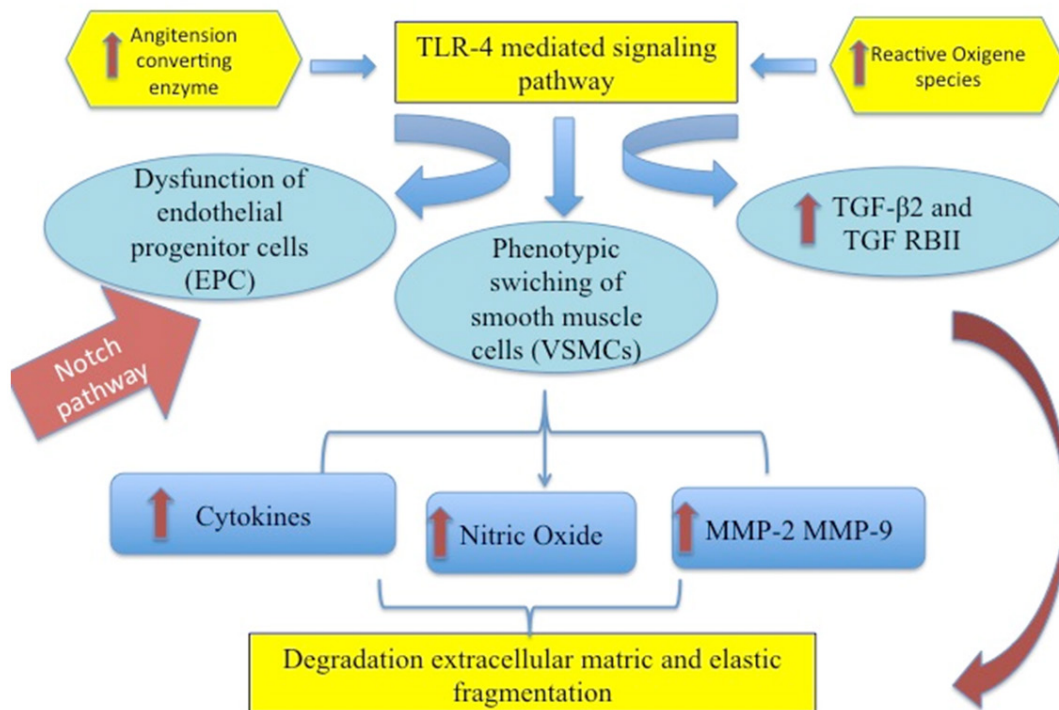 Angitension
converting
enzyme
TLR-4 mediated signaling
pathway
Reactive Oxigene
species
Dysfunction of
endothelial
progenitor cells
(EPC)
Phenotypic
swiching of
smooth muscle
cells (VSMCs)
TGF-β2 and
TGF RBII
Notch
pathway
Cytokines
Nitric Oxide
MMP-2 MMP-9
Degradation extracellular matric and elastic
fragmentation